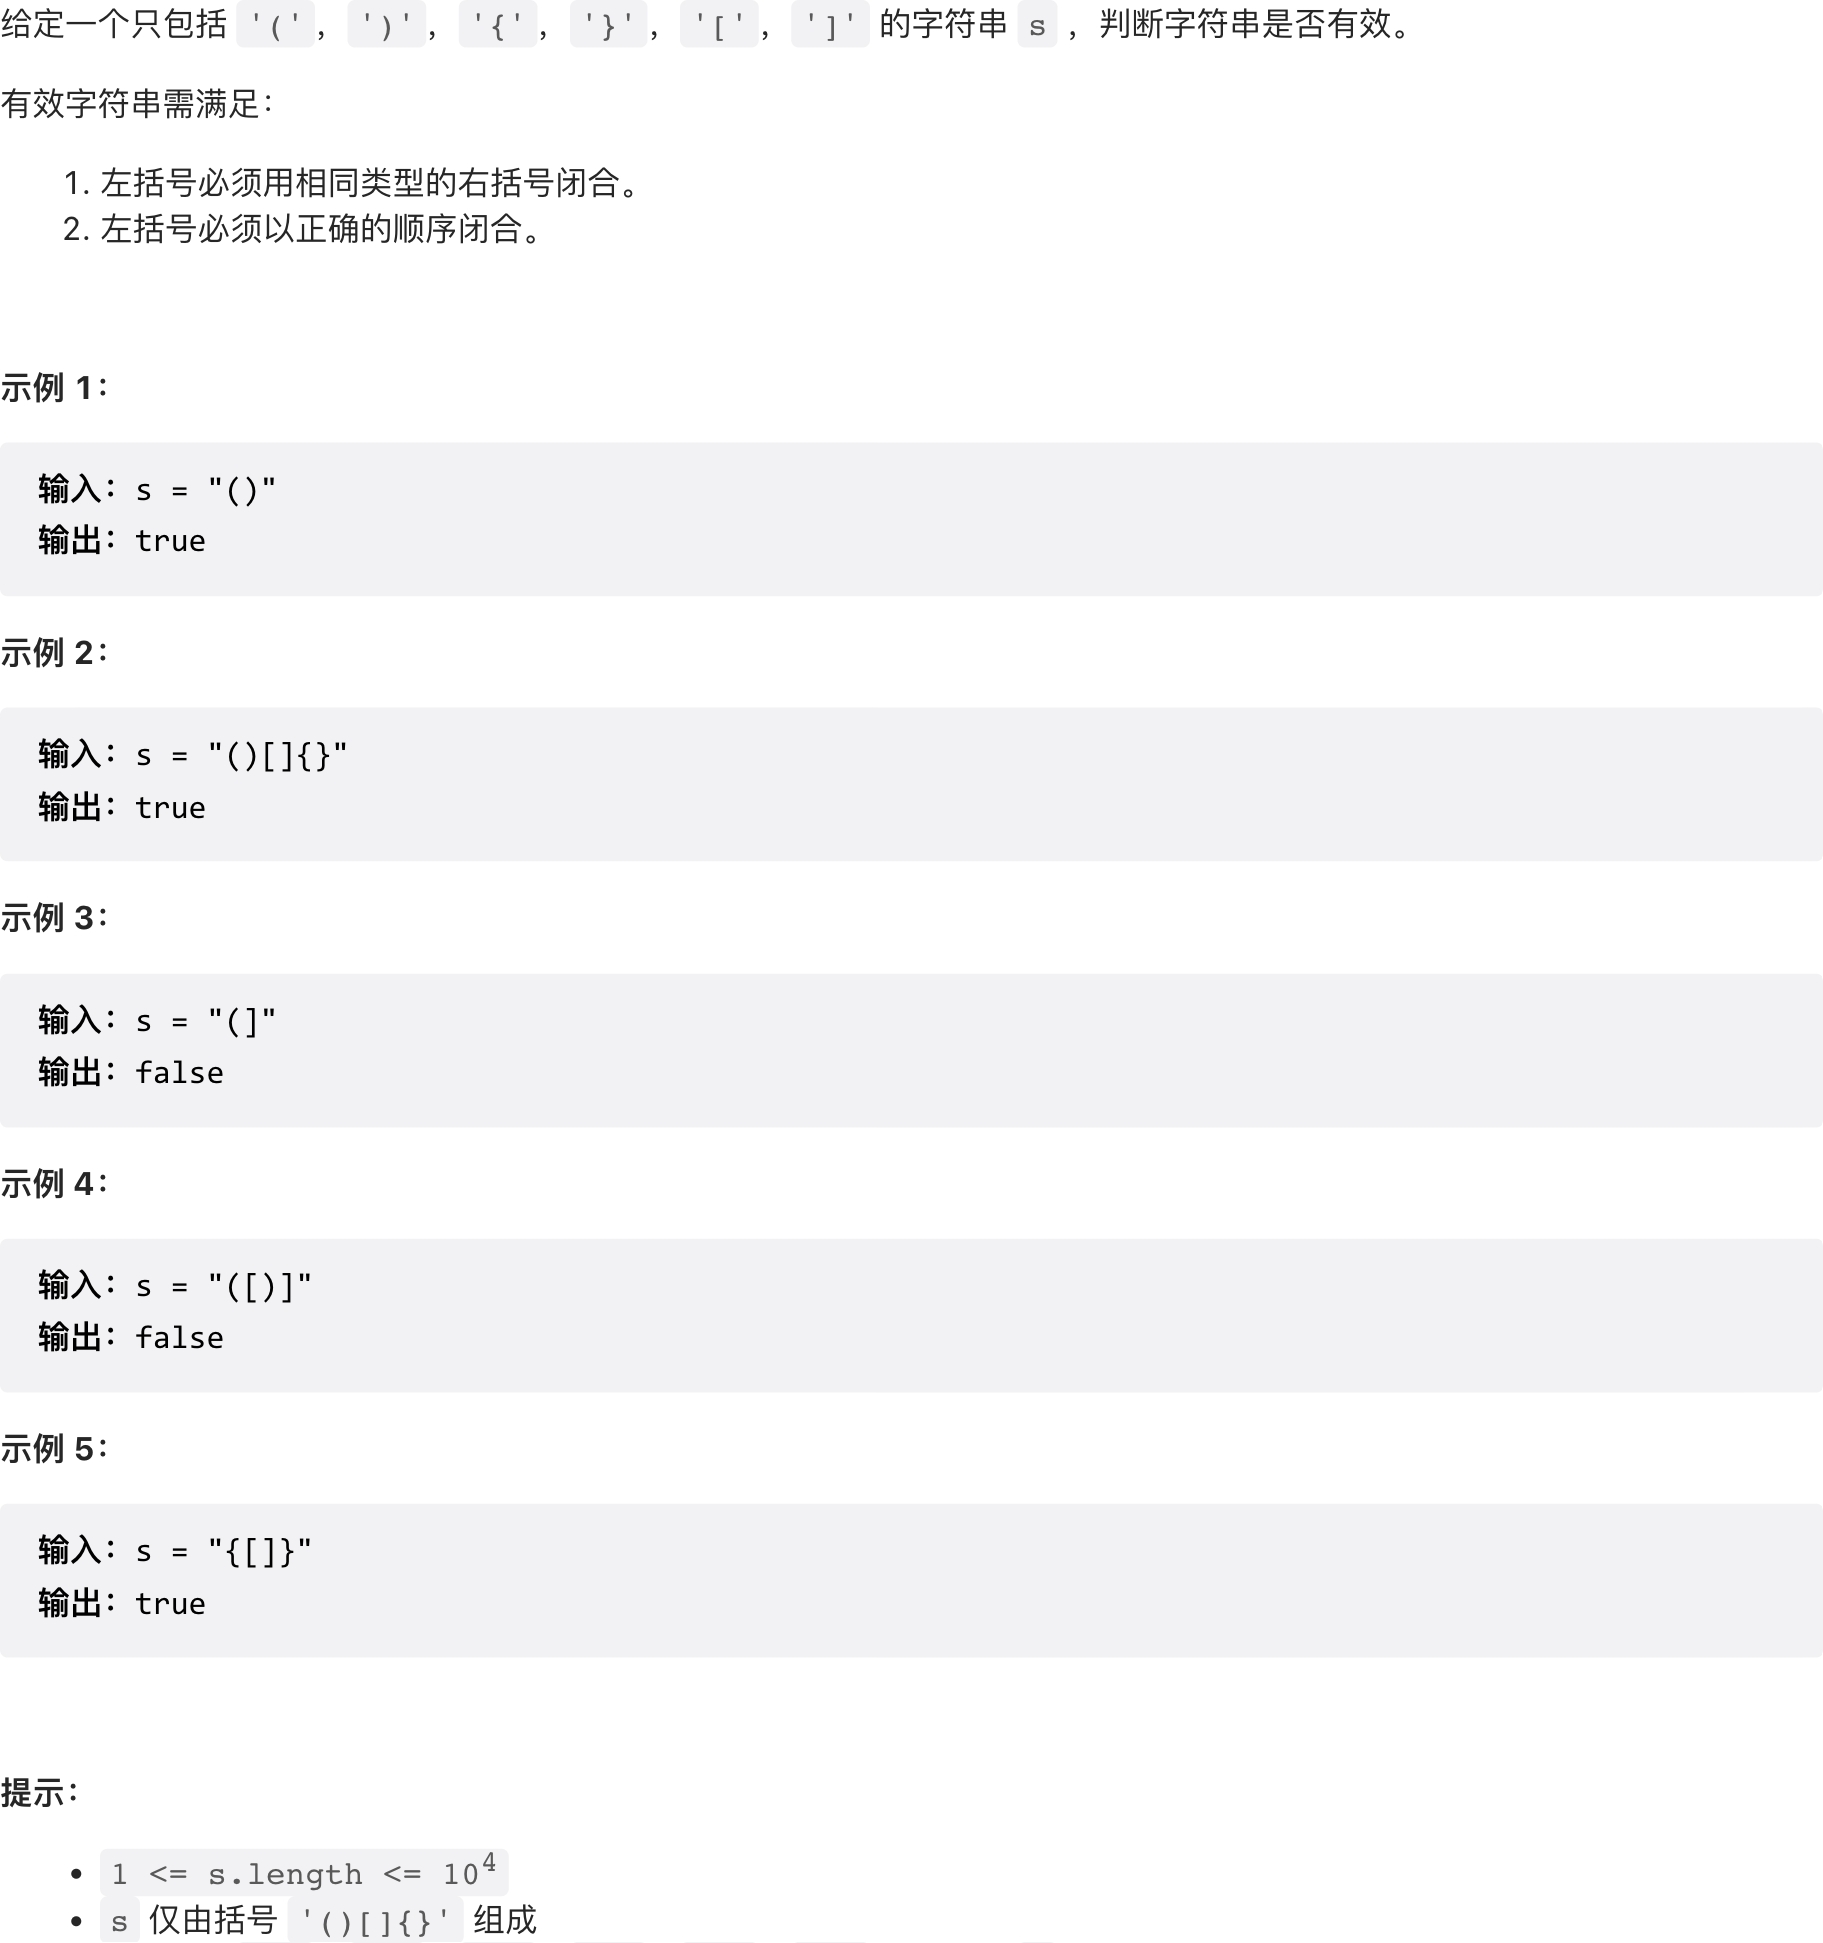 给定一个只包括 '(', ')', '{', '}', '[', ']' 的字符串 s ，判断字符串是否有效。
有效字符串需满足：
1. 左括号必须用相同类型的右括号闭合。
2. 左括号必须以正确的顺序闭合。
示例 1：
输入：s = "()"
输出：true
示例 2：
输入：s = "()[]{}"
输出：true
示例 3：
输入：s = "(]"
输出：false
示例 4：
输入：s = "([)]"
输出：false
示例 5：
输入：s = "{[]}"
输出：true
提示：
• 1 <= s.length <= 10⁴
• s 仅由括号 '()[]{}' 组成